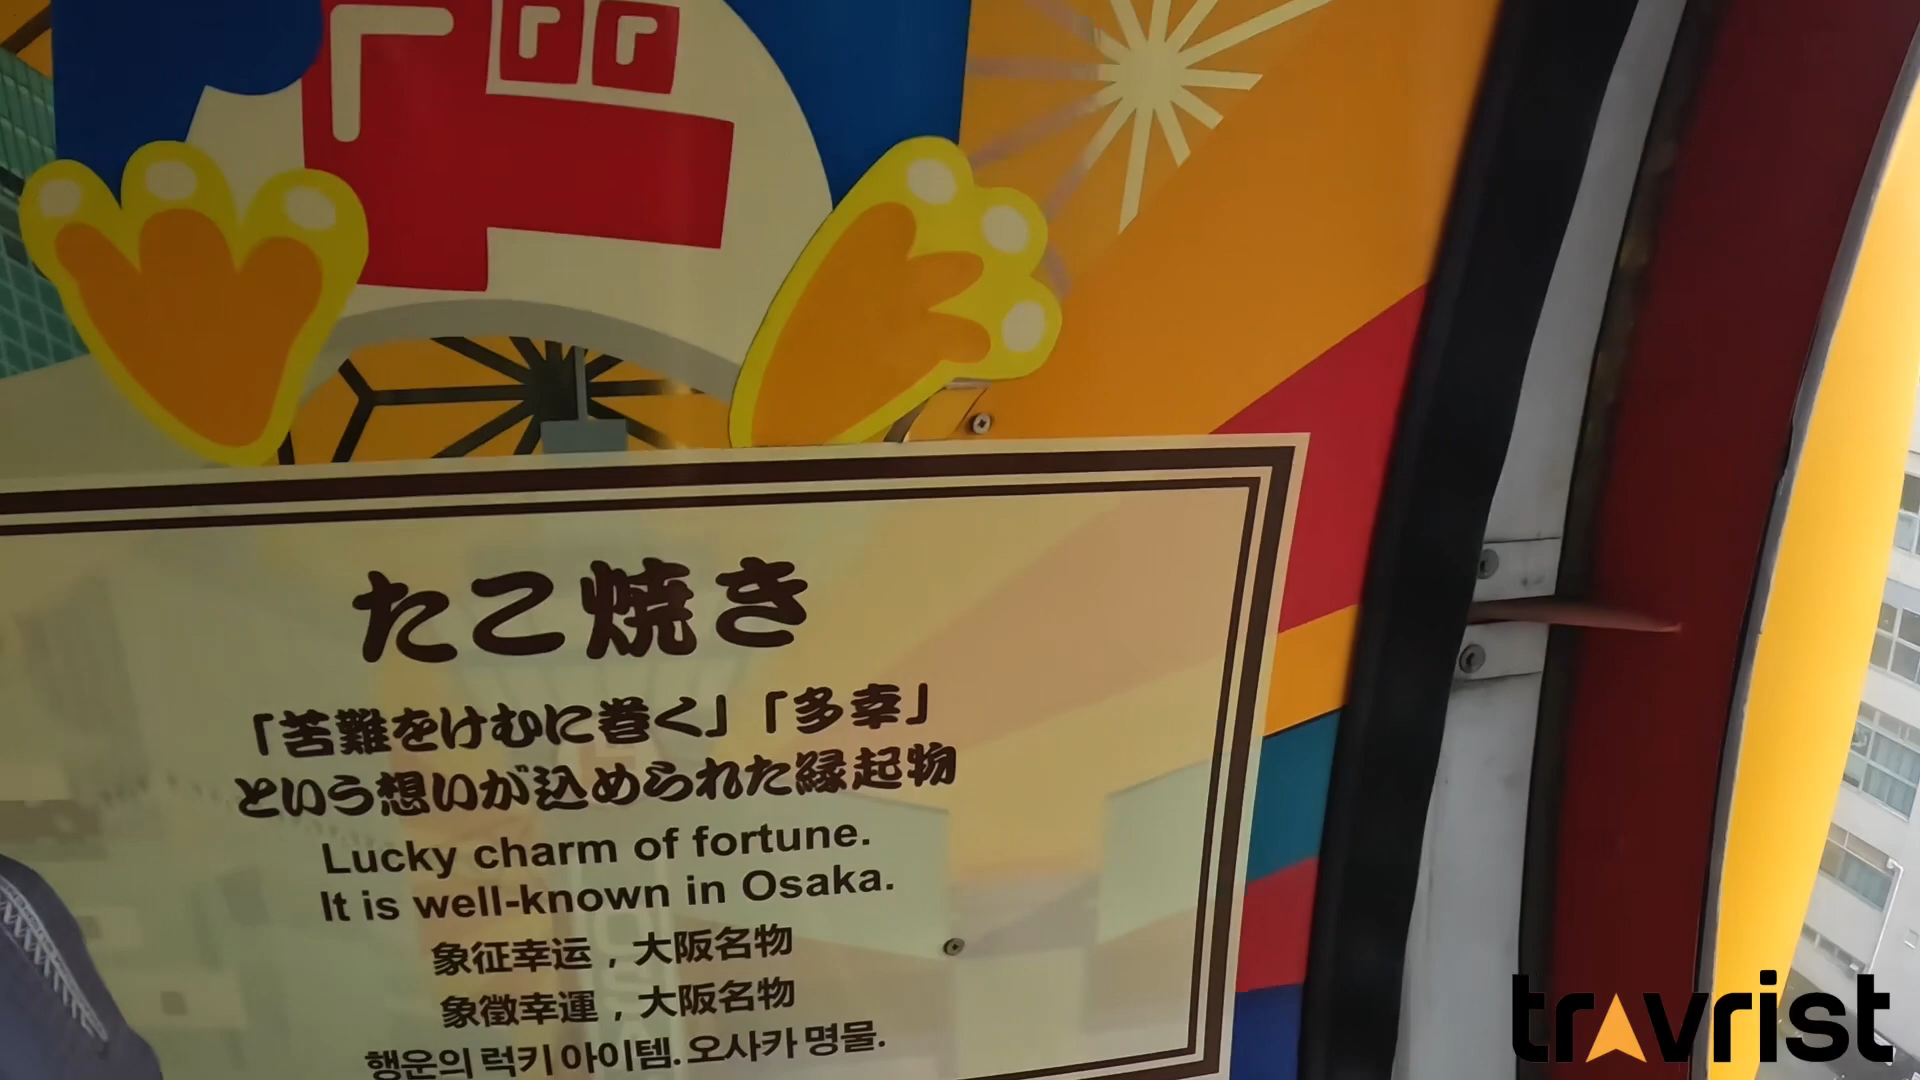 たこ焼き
「苦難をけむに巻く」「多幸」
という想いが込められた縁起物
Lucky charm of fortune.
It is well-known in Osaka.
象征幸运，大阪名物
象徵幸運，大阪名物
행운의 럭키 아이템. 오사카 명물.
travrist